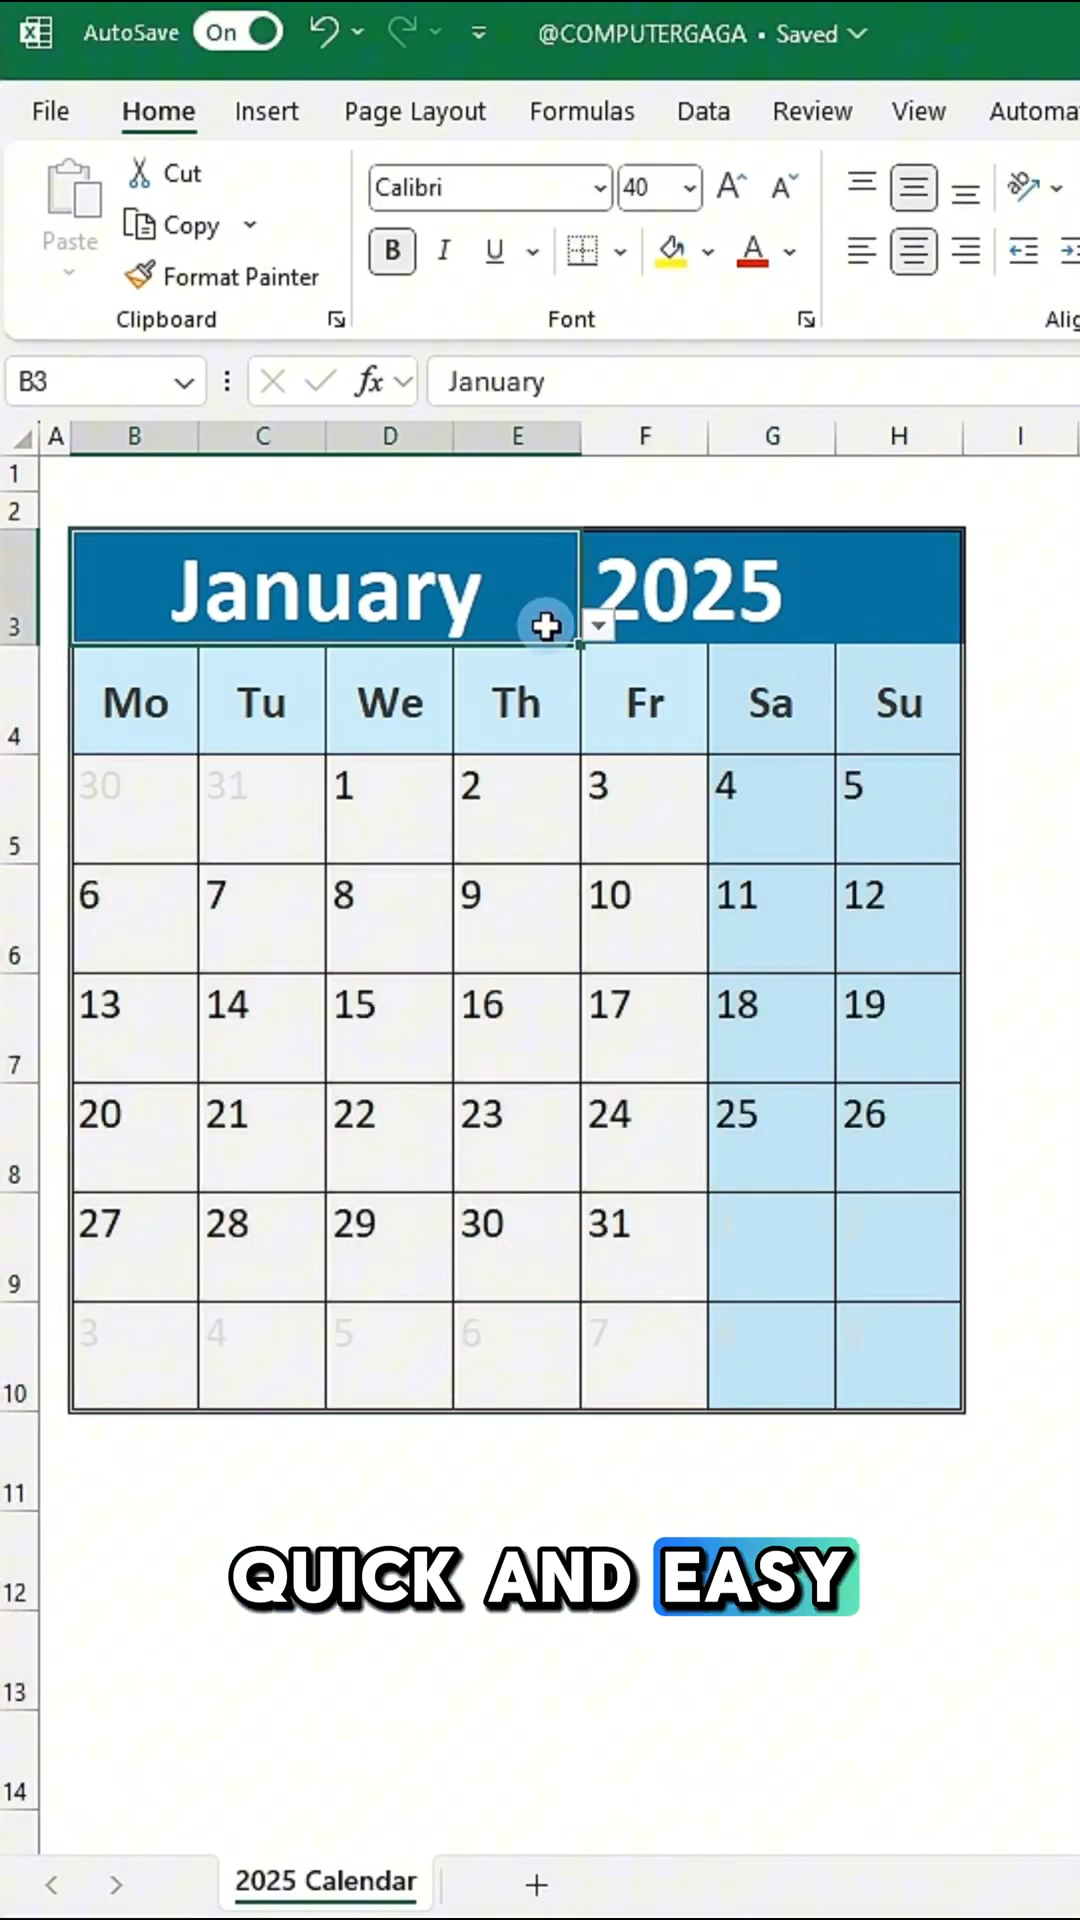 AutoSave On @COMPUTERGAGA • Saved
File Home Insert Page Layout Formulas Data Review View Automa
Paste
Cut
Copy
Format Painter
Clipboard
Calibri 40 A A
B I U A
Font
ab
Alig
B3 fx January
A B C D E F G H I
1
2
3 January 2025
4 Mo Tu We Th Fr Sa Su
5 30 31 1 2 3 4 5
6 6 7 8 9 10 11 12
7 13 14 15 16 17 18 19
8 20 21 22 23 24 25 26
9 27 28 29 30 31
10 3 4 5 6 7
11
12 QUICK AND EASY
13
14
2025 Calendar